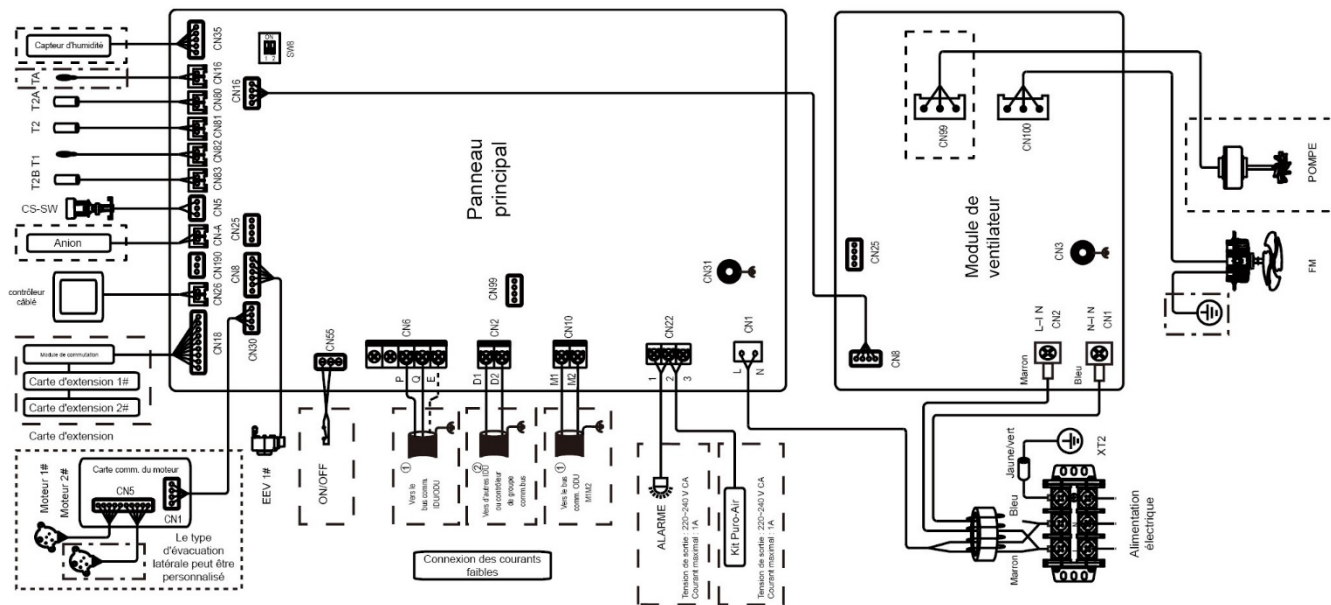 Capteur d'humidité
TA
T2A
T2
T2B T1
CS-SW
Anion
contrôleur
câblé
Module de commutation
Carte d'extension 1#
Carte d'extension 2#
Carte d'extension
Moteur 1#
Moteur 2#
Carte comm. du moteur
CN5
CN1
Le type
d'évacuation
latérale peut être
personnalisé
CN35
CN16
CN80
CN81
CN82
CN83
CN5
CN-A
CN190
CN26
CN18
ON
1 2
SW8
CN16
CN25
CN8
CN30
Panneau
principal
CN99
CN31
CN55
CN6
P
Q
E
CN2
D1
D2
CN10
M1
M2
CN22
1
2
3
CN1
L
N
EEV 1#
ON/OFF
①
Vers le
bus comm.
IDU/ODU
②
Vers d'autres IDU
ou contrôleur
de groupe
comm.bus
①
Vers le bus
comm. ODU
M1M2
Connexion des courants
faibles
ALARME
Tension de sortie : 220-240 V CA
Courant maximal : 1A
Kit Puro-Air
Tension de sortie : 220-240 V CA
Courant maximal : 1A
CN99
CN100
Module de
ventilateur
CN25
CN3
CN8
L-I N
CN2
N-I N
CN1
Marron
Bleu
POMPE
FM
Jaune/vert
XT2
Bleu
Marron
Alimentation
électrique